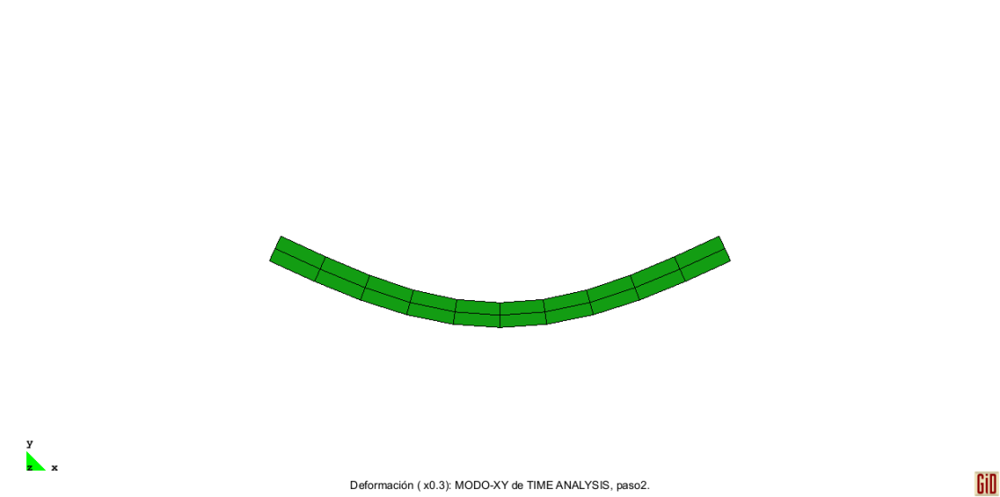 y
z x
Deformación ( x0.3): MODO-XY de TIME ANALYSIS, paso2.
GiD